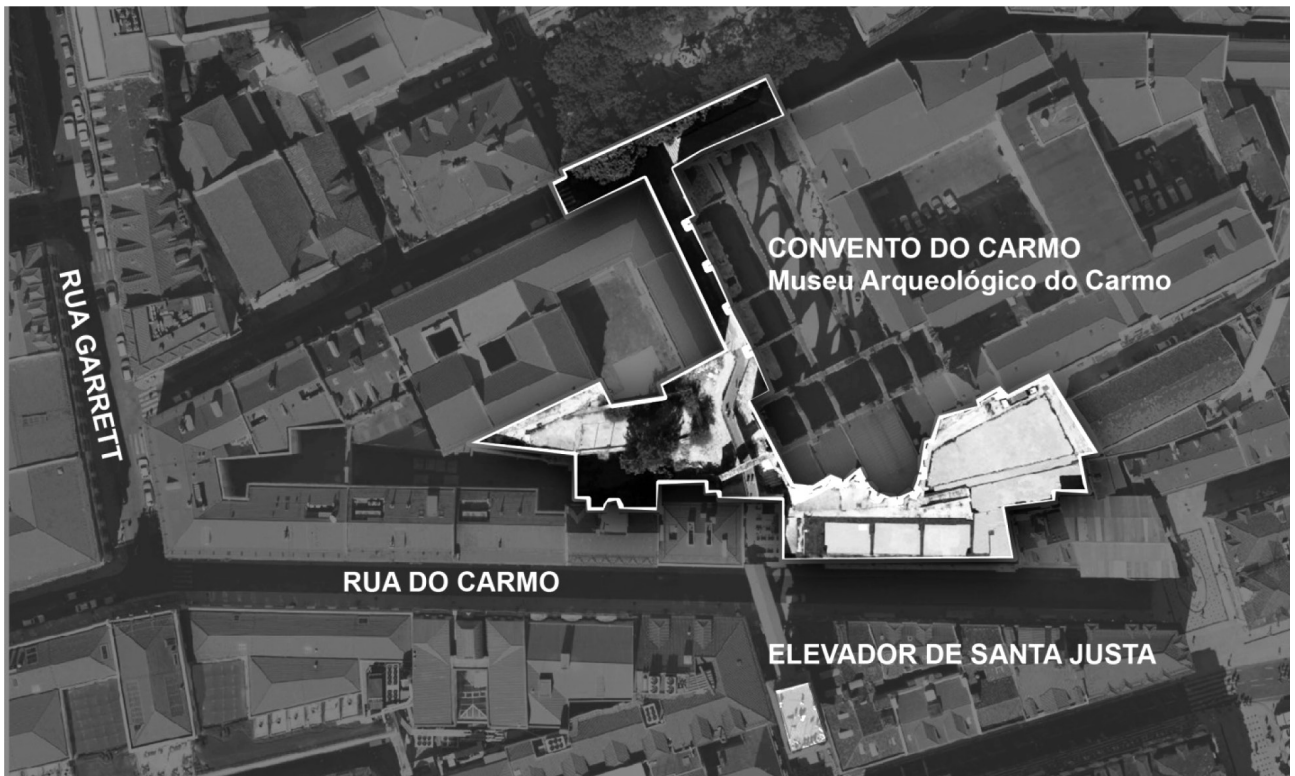 CONVENTO DO CARMO
Museu Arqueológico do Carmo
RUA GARRETT
RUA DO CARMO
ELEVADOR DE SANTA JUSTA